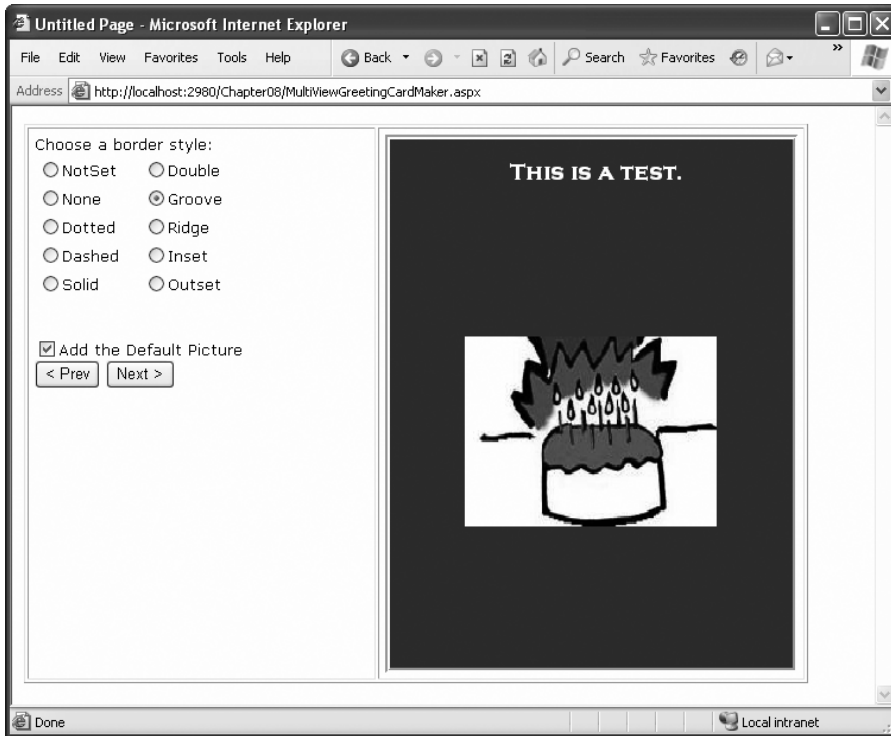 Untitled Page - Microsoft Internet Explorer
File Edit View Favorites Tools Help Back Search Favorites »
Address http://localhost:2980/Chapter08/MultiViewGreetingCardMaker.aspx
Choose a border style:
NotSet Double
None Groove
Dotted Ridge
Dashed Inset
Solid Outset
Add the Default Picture
< Prev Next >
THIS IS A TEST.
Done Local intranet